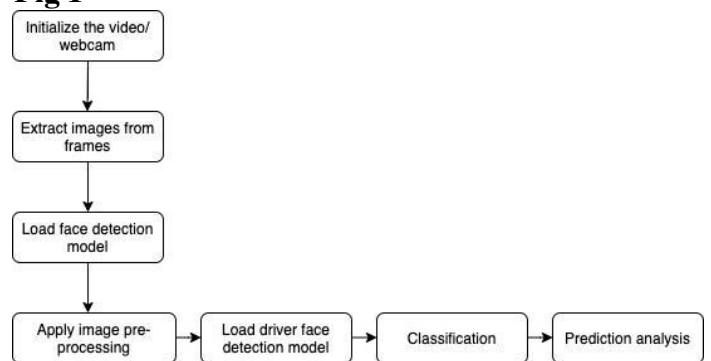 Fig 1
Initialize the video/
webcam
Extract images from
frames
Load face detection
model
Apply image pre-
processing
Load driver face
detection model
Classification
Prediction analysis